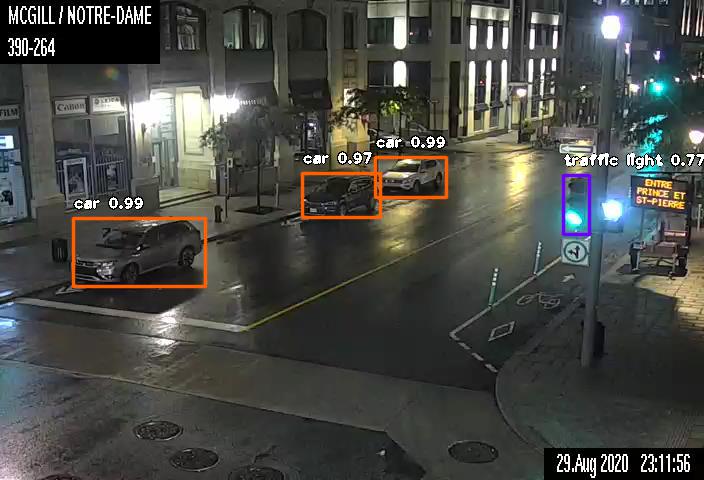 MCGILL / NOTRE-DAME
390-264
FILM
Canon
car 0.99
car 0.97
car 0.99
traffic light 0.77
ENTRE
PRINCE ET
ST-PIERRE
29.Aug 2020 23:11:56